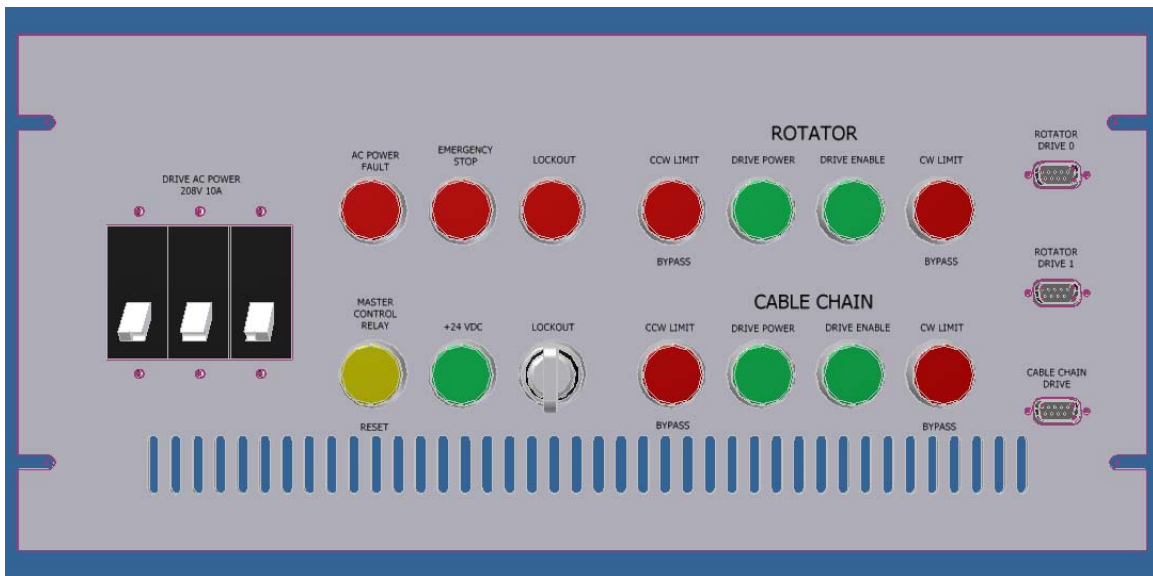 ROTATOR
ROTATOR
DRIVE 0
AC POWER
FAULT
EMERGENCY
STOP
LOCKOUT
CCW LIMIT
DRIVE POWER
DRIVE ENABLE
CW LIMIT
DRIVE AC POWER
208V 10A
BYPASS
BYPASS
ROTATOR
DRIVE 1
MASTER
CONTROL
RELAY
+24 VDC
LOCKOUT
CABLE CHAIN
CCW LIMIT
DRIVE POWER
DRIVE ENABLE
CW LIMIT
CABLE CHAIN
DRIVE
RESET
BYPASS
BYPASS